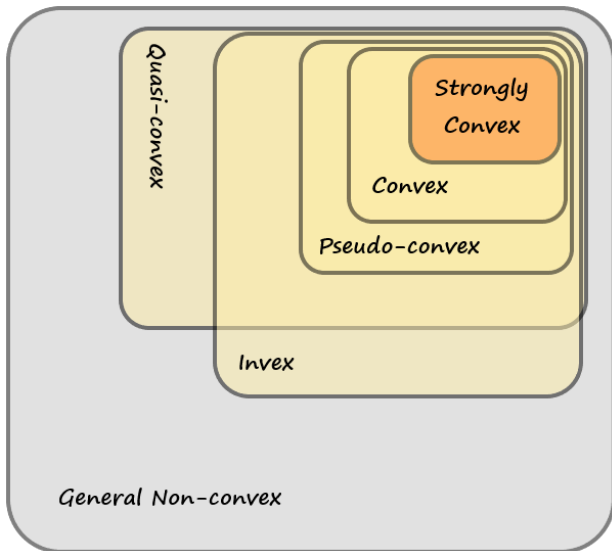 Quasi-convex
Strongly
Convex
Convex
Pseudo-convex
Invex
General Non-convex